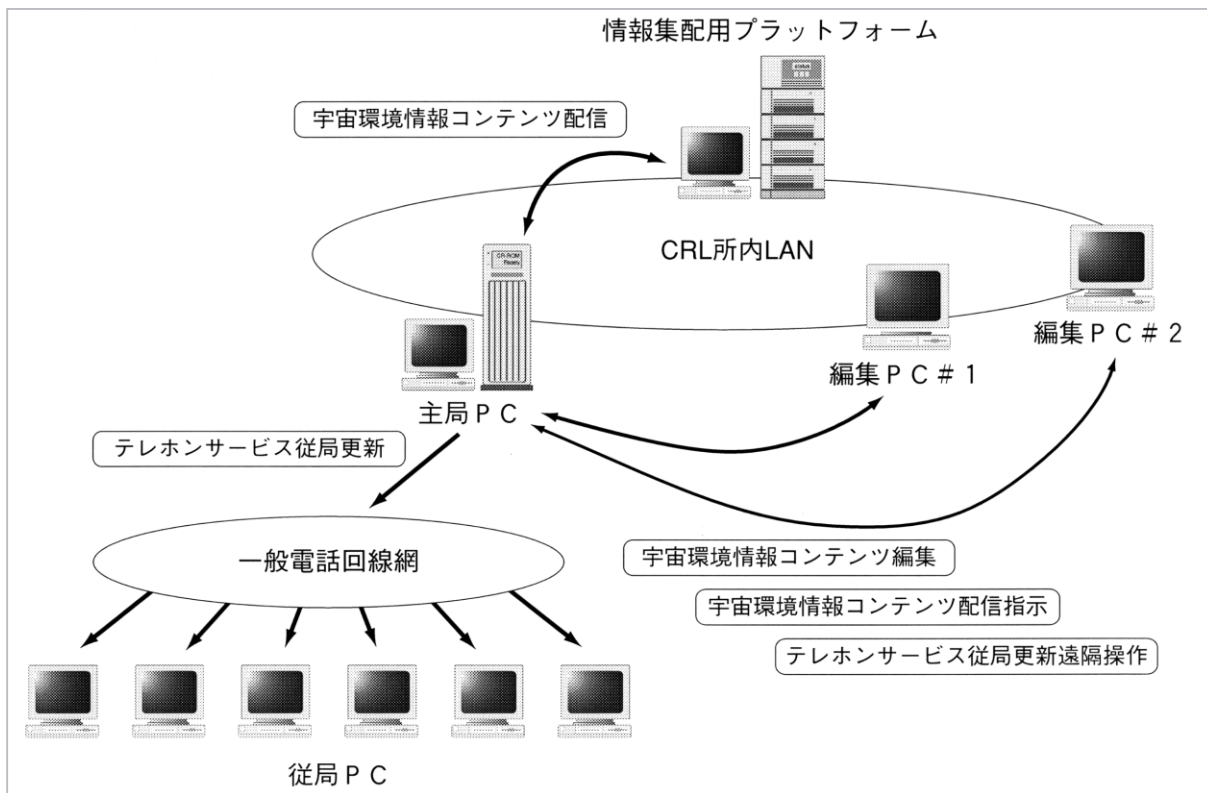 情報集配用プラットフォーム
宇宙環境情報コンテンツ配信
status
CRL所内LAN
CR-ROM
Ready
編集ＰＣ＃２
編集ＰＣ＃１
主局ＰＣ
テレホンサービス従局更新
一般電話回線網
宇宙環境情報コンテンツ編集
宇宙環境情報コンテンツ配信指示
テレホンサービス従局更新遠隔操作
従局ＰＣ